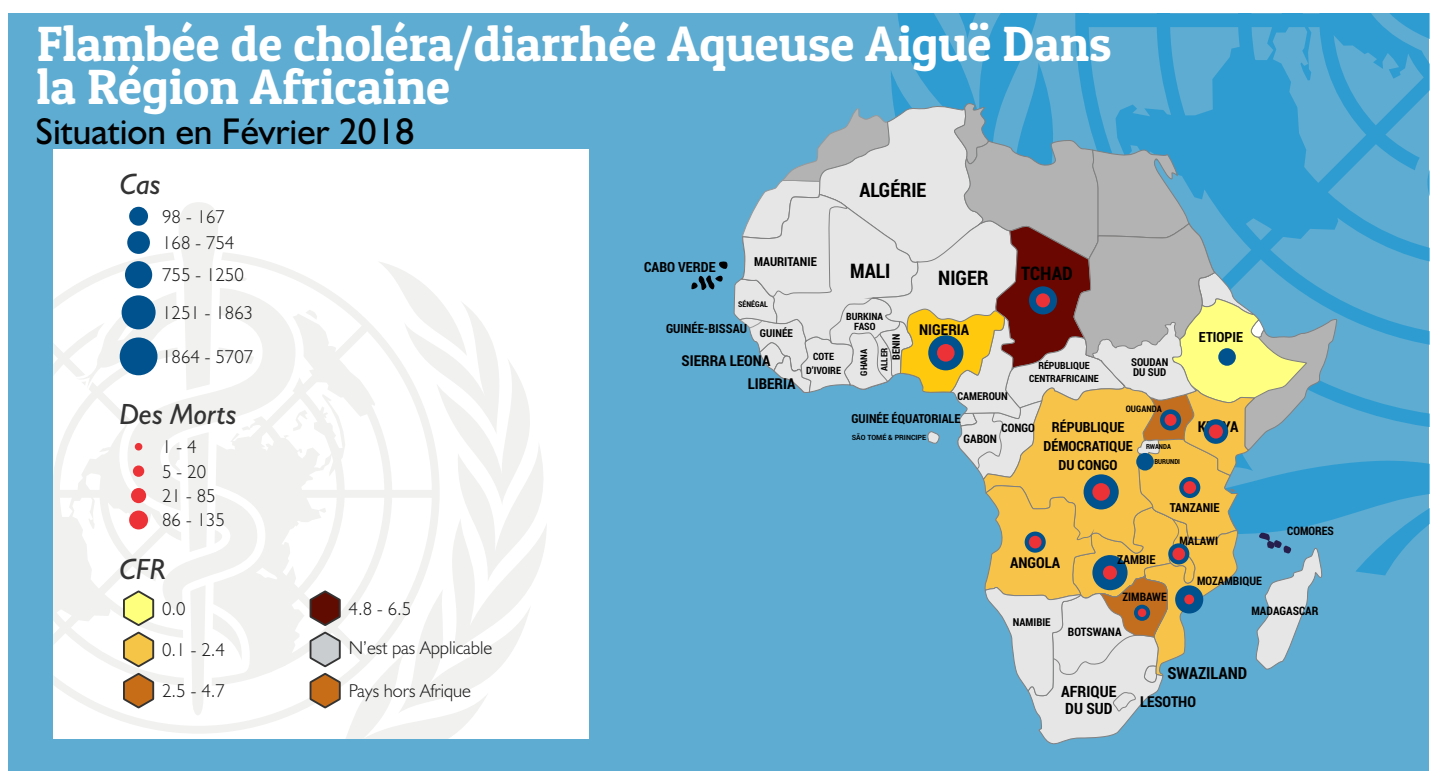 Flambée de choléra/diarrhée Aqueuse Aiguë Dans
la Région Africaine
Situation en Février 2018
Cas
98 - 167
168 - 754
755 - 1250
1251 - 1863
1864 - 5707
Des Morts
1 - 4
5 - 20
21 - 85
86 - 135
CFR
0.0
0.1 - 2.4
2.5 - 4.7
4.8 - 6.5
N'est pas Applicable
Pays hors Afrique
ALGÉRIE
MAURITANIE
MALI
NIGER
TCHAD
CABO VERDE
SÉNÉGAL
GUINÉE-BISSAU
GUINÉE
BURKINA
FASO
NIGERIA
SIERRA LEONA
LIBERIA
COTE
D'IVOIRE
GHANA
ALLER
BENIN
ETIOPIE
SOUDAN
DU SUD
RÉPUBLIQUE
CENTRAFRICAINE
CAMEROUN
GUINÉE ÉQUATORIALE
SÃO TOMÉ & PRINCIPE
GABON
CONGO
RÉPUBLIQUE
DÉMOCRATIQUE
DU CONGO
OUGANDA
RWANDA
BURUNDI
TANZANIE
ANGOLA
ZAMBIE
MALAWI
COMORES
MOZAMBIQUE
ZIMBAWE
MADAGASCAR
NAMIBIE
BOTSWANA
SWAZILAND
AFRIQUE
DU SUD
LESOTHO